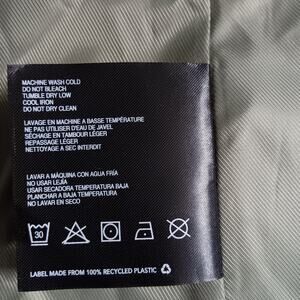 MACHINE WASH COLD
DO NOT BLEACH
TUMBLE DRY LOW
COOL IRON
DO NOT DRY CLEAN
LAVAGE EN MACHINE A BASSE TEMPÉRATURE
NE PAS UTILISER D'EAU DE JAVEL
SÉCHAGE EN TAMBOUR LÉGER
REPASSAGE LÉGER
NETTOYAGE A SEC INTERDIT
LAVAR A MÁQUINA CON AGUA FRÍA
NO USAR LEJÍA
USAR SECADORA TEMPERATURA BAJA
PLANCHAR A BAJA TEMPERATURA
NO LAVAR EN SECO
30
LABEL MADE FROM 100% RECYCLED PLASTIC